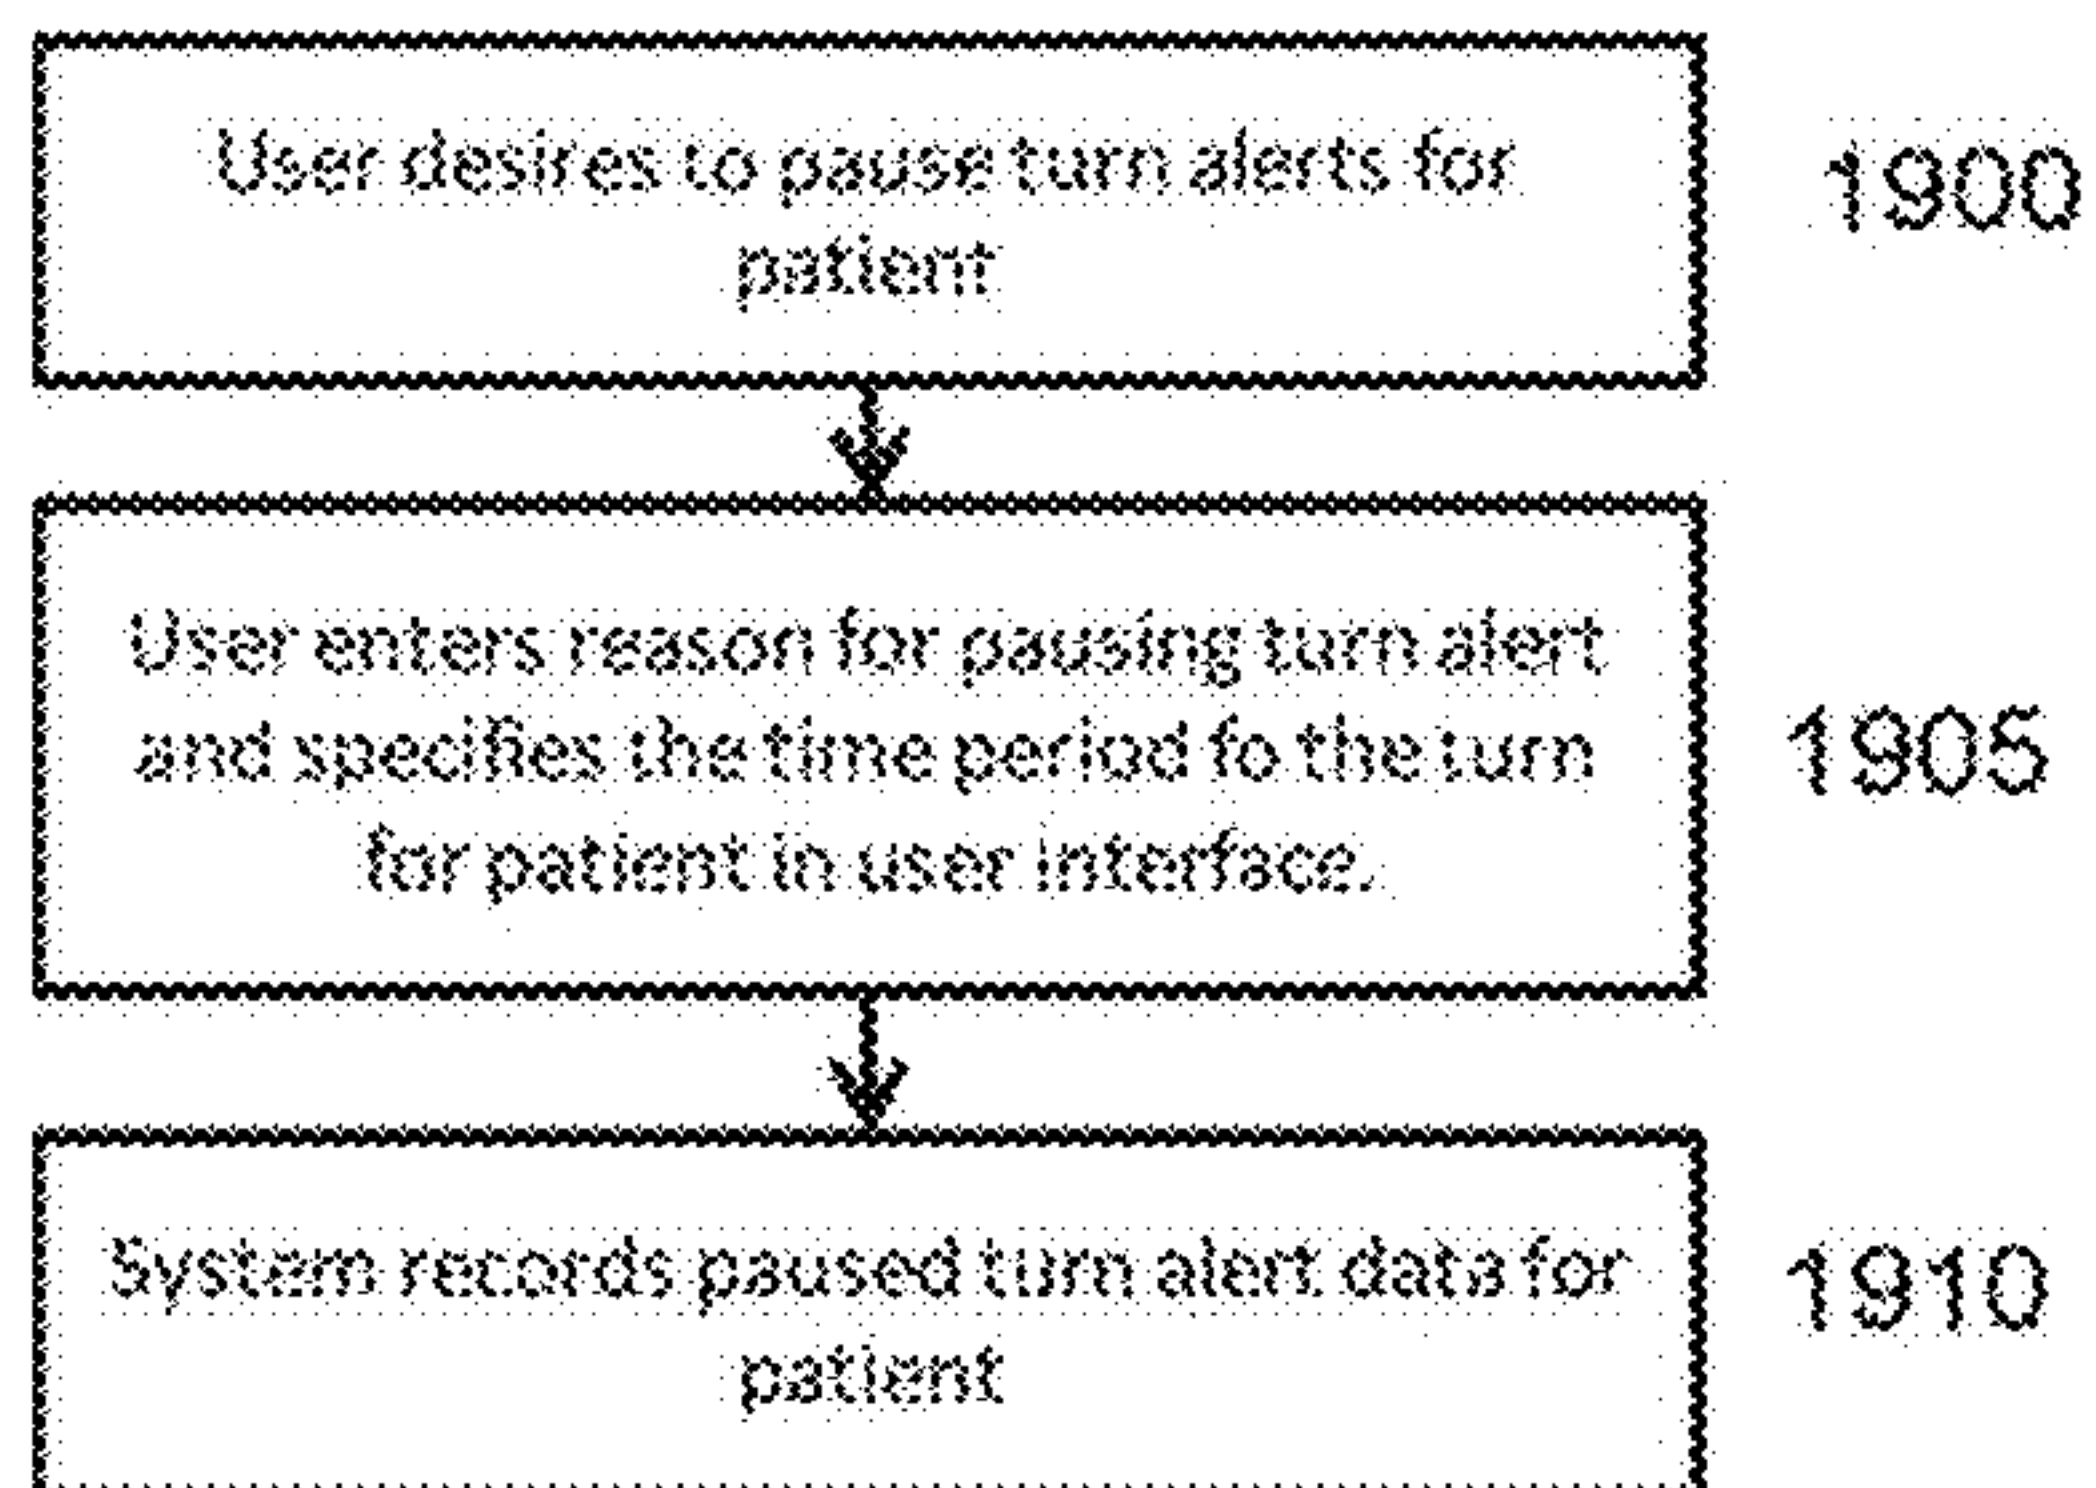 User desires to pause turn alerts for
patient
1900
User enters reason for pausing turn alert
and specifies the time period fo the turn
for patient in user interface.
1905
System records paused turn alert data for
patient
1910